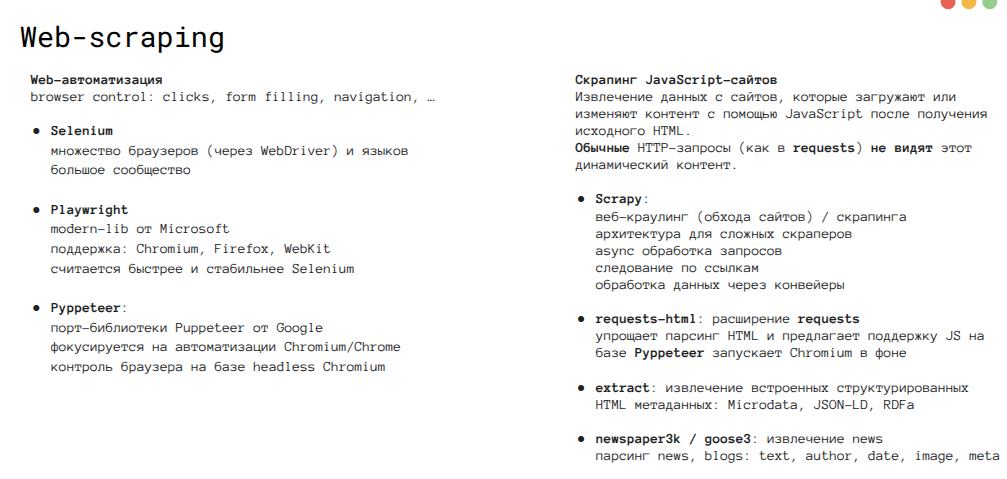 Web-scraping
Web-автоматизация
browser control: clicks, form filling, navigation, …
● Selenium
множество браузеров (через WebDriver) и языков
большое сообщество
● Playwright
modern-lib от Microsoft
поддержка: Chromium, Firefox, WebKit
считается быстрее и стабильнее Selenium
● Pyppeteer:
порт-библиотеки Puppeteer от Google
фокусируется на автоматизации Chromium/Chrome
контроль браузера на базе headless Chromium
Скрапинг JavaScript-сайтов
Извлечение данных с сайтов, которые загружают или
изменяют контент с помощью JavaScript после получения
исходного HTML.
Обычные HTTP-запросы (как в requests) не видят этот
динамический контент.
● Scrapy:
веб-краулинг (обхода сайтов) / скрапинга
архитектура для сложных скраперов
async обработка запросов
следование по ссылкам
обработка данных через конвейеры
● requests-html: расширение requests
упрощает парсинг HTML и предлагает поддержку JS на
базе Pyppeteer запускает Chromium в фоне
● extract: извлечение встроенных структурированных
HTML метаданных: Microdata, JSON-LD, RDFa
● newspaper3k / goose3: извлечение news
парсинг news, blogs: text, author, date, image, meta